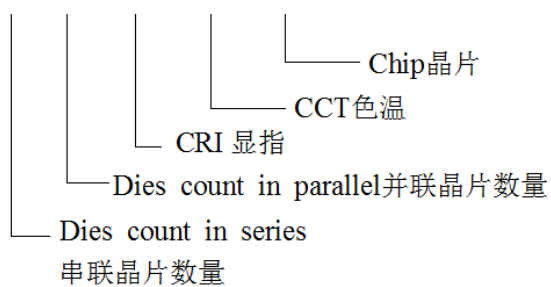 Chip晶片
CCT色温
CRI 显指
Dies count in parallel并联晶片数量
Dies count in series
串联晶片数量